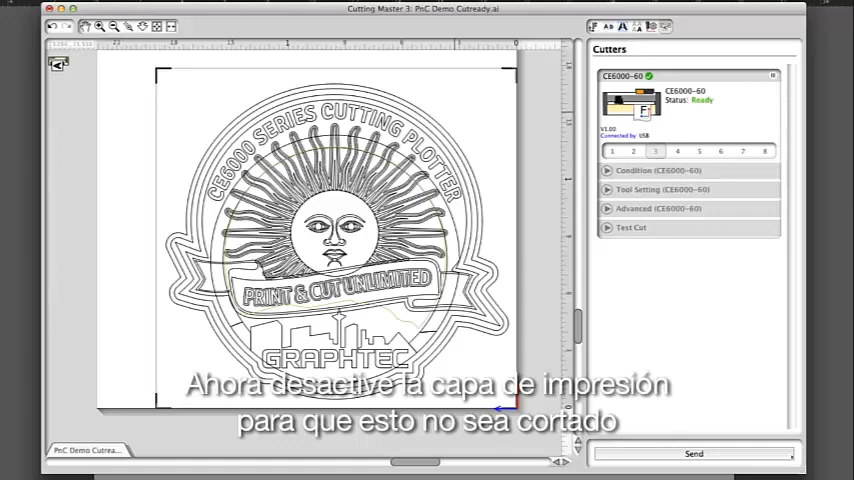 Cutting Master 3: PnC Demo Cutready.ai
Cutters
CE6000-60
CE6000-60
Status: Ready
V1.00
Connected by: USB
1 2 3 4 5 6 7 8
Condition (CE6000-60)
Tool Setting (CE6000-60)
Advanced (CE6000-60)
Test Cut
CE6000 SERIES CUTTING PLOTTER
PRINT & CUT UNLIMITED
GRAPHTEC
Ahora desactive la capa de impresión
para que esto no sea cortado
PnC Demo Cutrea...
Send